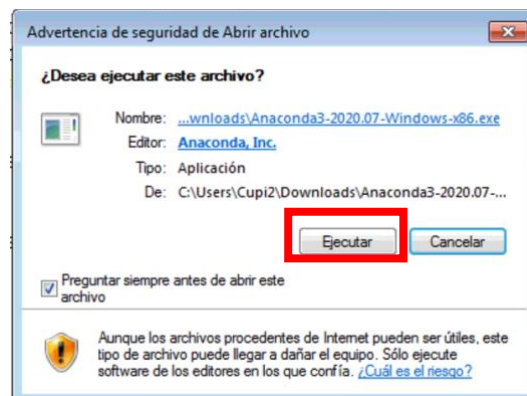 Advertencia de seguridad de Abrir archivo
¿Desea ejecutar este archivo?
Nombre: ...wnloads\Anaconda3-2020.07-Windows-x86.exe
Editor: Anaconda, Inc.
Tipo: Aplicación
De: C:\Users\Cupi2\Downloads\Anaconda3-2020.07-...
Ejecutar Cancelar
Preguntar siempre antes de abrir este
archivo
Aunque los archivos procedentes de Internet pueden ser útiles, este
tipo de archivo puede llegar a dañar el equipo. Sólo ejecute
software de los editores en los que confía. ¿Cuál es el riesgo?